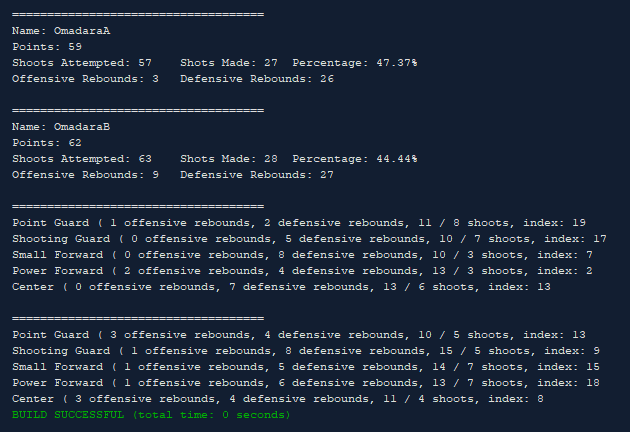 ====================================
Name: OmadaraA
Points: 59
Shoots Attempted: 57    Shots Made: 27  Percentage: 47.37%
Offensive Rebounds: 3   Defensive Rebounds: 26
====================================
Name: OmadaraB
Points: 62
Shoots Attempted: 63    Shots Made: 28  Percentage: 44.44%
Offensive Rebounds: 9   Defensive Rebounds: 27
====================================
Point Guard ( 1 offensive rebounds, 2 defensive rebounds, 11 / 8 shoots, index: 19
Shooting Guard ( 0 offensive rebounds, 5 defensive rebounds, 10 / 7 shoots, index: 17
Small Forward ( 0 offensive rebounds, 8 defensive rebounds, 10 / 3 shoots, index: 7
Power Forward ( 2 offensive rebounds, 4 defensive rebounds, 13 / 3 shoots, index: 2
Center ( 0 offensive rebounds, 7 defensive rebounds, 13 / 6 shoots, index: 13
====================================
Point Guard ( 3 offensive rebounds, 4 defensive rebounds, 10 / 5 shoots, index: 13
Shooting Guard ( 1 offensive rebounds, 8 defensive rebounds, 15 / 5 shoots, index: 9
Small Forward ( 1 offensive rebounds, 5 defensive rebounds, 14 / 7 shoots, index: 15
Power Forward ( 1 offensive rebounds, 6 defensive rebounds, 13 / 7 shoots, index: 18
Center ( 3 offensive rebounds, 4 defensive rebounds, 11 / 4 shoots, index: 8
BUILD SUCCESSFUL (total time: 0 seconds)